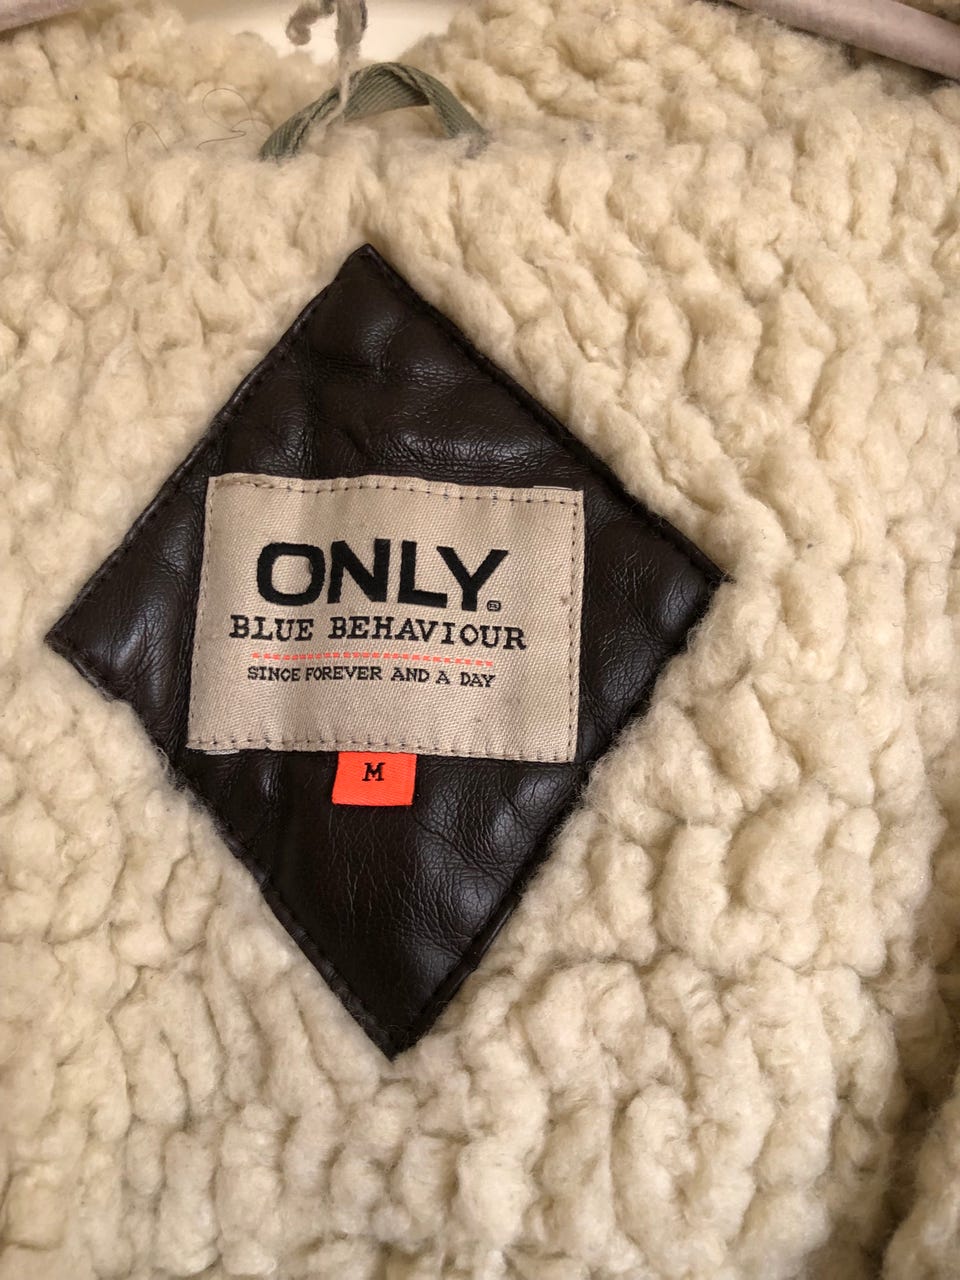 ONLY
BLUE BEHAVIOUR
SINCE FOREVER AND A DAY
M